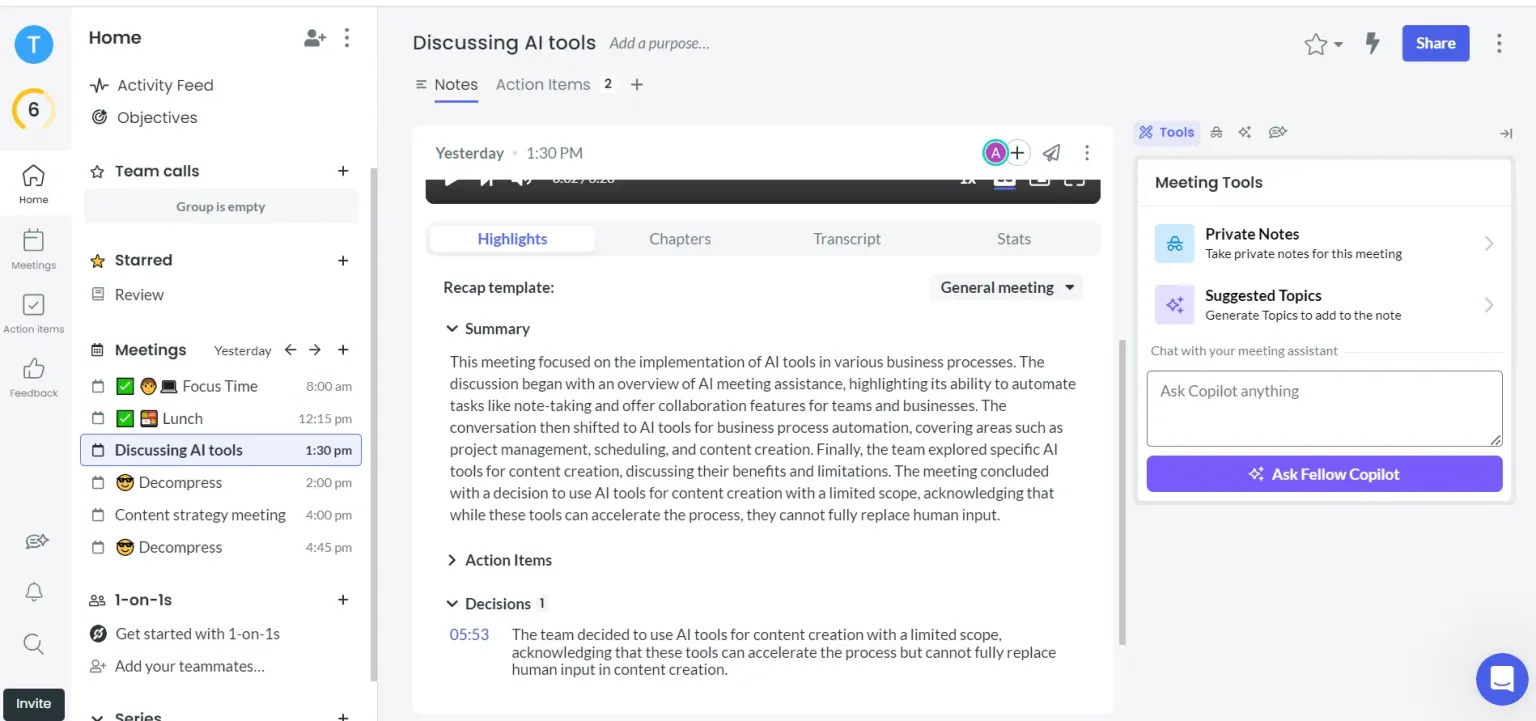 T
6
Home
Meetings
Action items
Feedback
Invite
Home
Activity Feed
Objectives
Team calls
Group is empty
Starred
Review
Meetings Yesterday
Focus Time 8:00 am
Lunch 12:15 pm
Discussing AI tools 1:30 pm
Decompress 2:00 pm
Content strategy meeting 4:00 pm
Decompress 4:45 pm
1-on-1s
Get started with 1-on-1s
Add your teammates...
Series
Discussing AI tools Add a purpose...
Share
Notes Action Items 2
Yesterday • 1:30 PM
A
1x
Highlights Chapters Transcript Stats
Recap template: General meeting
Summary
This meeting focused on the implementation of AI tools in various business processes. The
discussion began with an overview of AI meeting assistance, highlighting its ability to automate
tasks like note-taking and offer collaboration features for teams and businesses. The
conversation then shifted to AI tools for business process automation, covering areas such as
project management, scheduling, and content creation. Finally, the team explored specific AI
tools for content creation, discussing their benefits and limitations. The meeting concluded
with a decision to use AI tools for content creation with a limited scope, acknowledging that
while these tools can accelerate the process, they cannot fully replace human input.
Action Items
Decisions 1
05:53 The team decided to use AI tools for content creation with a limited scope,
acknowledging that these tools can accelerate the process but cannot fully replace
human input in content creation.
Tools
Meeting Tools
Private Notes
Take private notes for this meeting
Suggested Topics
Generate Topics to add to the note
Chat with your meeting assistant
Ask Copilot anything
Ask Fellow Copilot